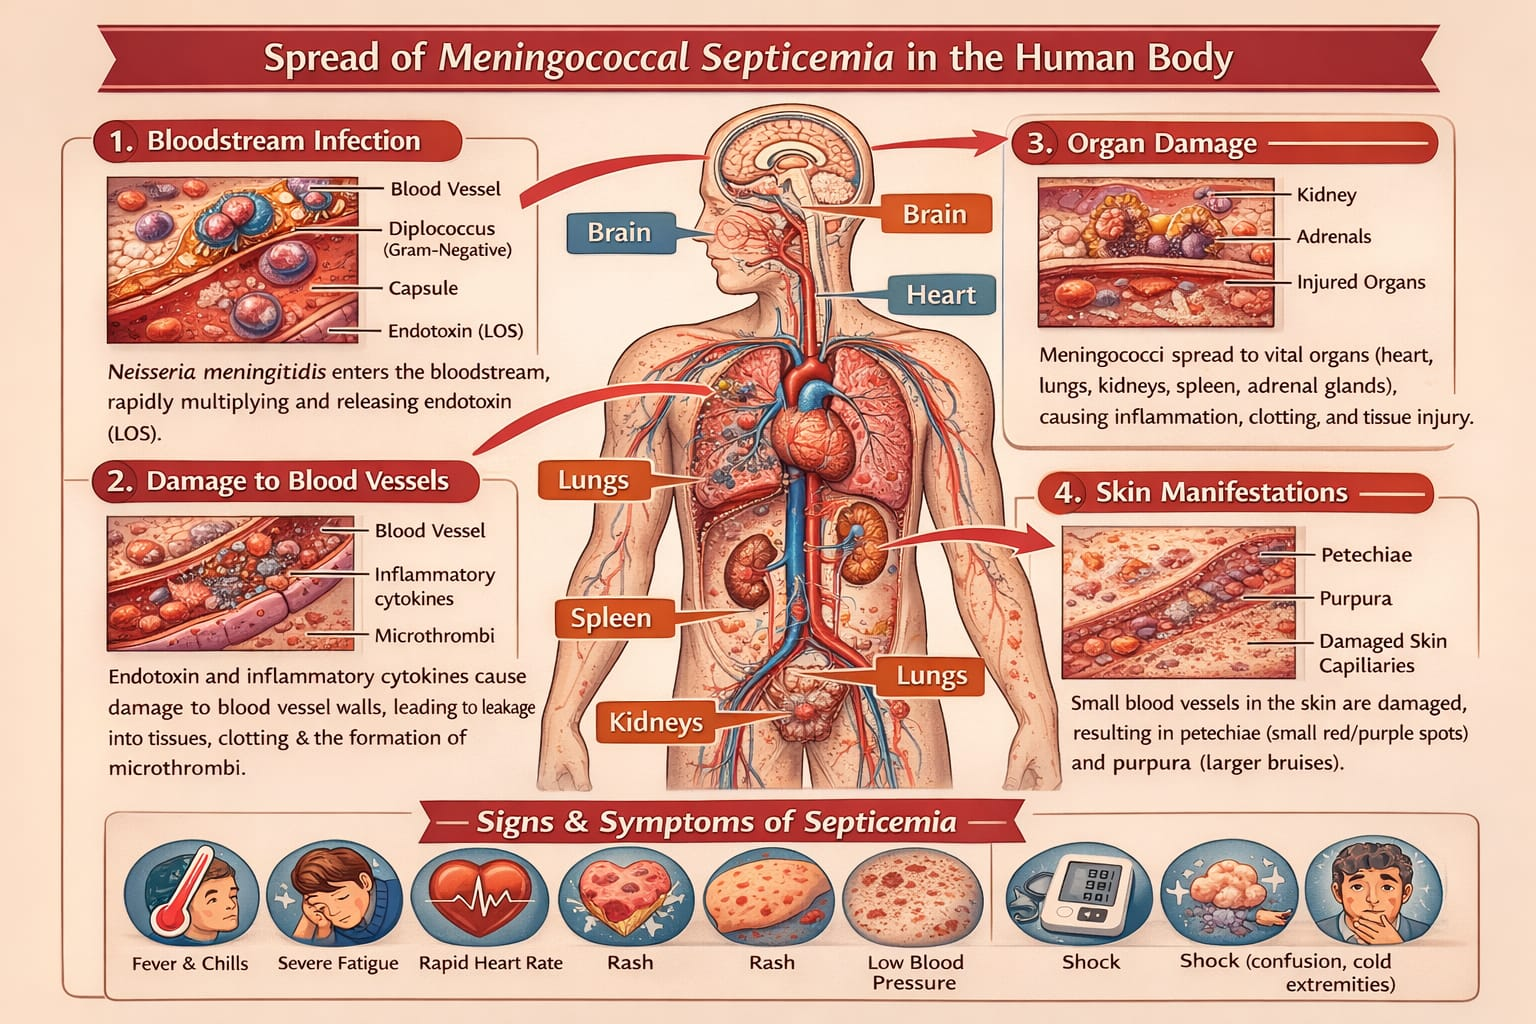 Spread of Meningococcal Septicemia in the Human Body
1. Bloodstream Infection
Blood Vessel
Diplococcus
(Gram-Negative)
Capsule
Endotoxin (LOS)
Neisseria meningitidis enters the bloodstream,
rapidly multiplying and releasing endotoxin
(LOS).
2. Damage to Blood Vessels
Blood Vessel
Inflammatory
cytokines
Microthrombi
Endotoxin and inflammatory cytokines cause
damage to blood vessel walls, leading to leakage
into tissues, clotting & the formation of
microthrombi.
Brain
Brain
Heart
Lungs
Spleen
Lungs
Kidneys
3. Organ Damage
Kidney
Adrenals
Injured Organs
Meningococci spread to vital organs (heart,
lungs, kidneys, spleen, adrenal glands),
causing inflammation, clotting, and tissue injury.
4. Skin Manifestations
Petechiae
Purpura
Damaged Skin
Capiliaries
Small blood vessels in the skin are damaged,
resulting in petechiae (small red/purple spots)
and purpura (larger bruises).
Signs & Symptoms of Septicemia
Fever & Chills
Severe Fatigue
Rapid Heart Rate
Rash
Rash
Low Blood
Pressure
Shock
Shock (confusion, cold
extremities)